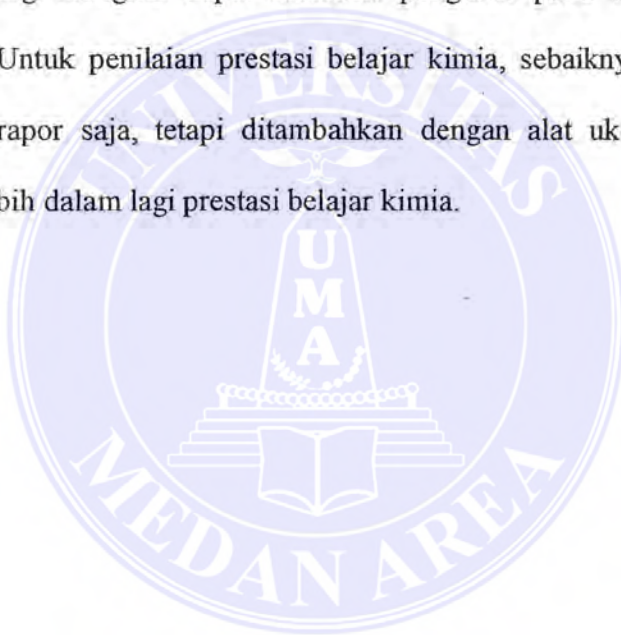 Untuk penilaian prestasi belajar kimia, sebaikny
rapor saja, tetapi ditambahkan dengan alat uk
bih dalam lagi prestasi belajar kimia.
UNIVERSITAS
U
M
A
MEDAN AREA